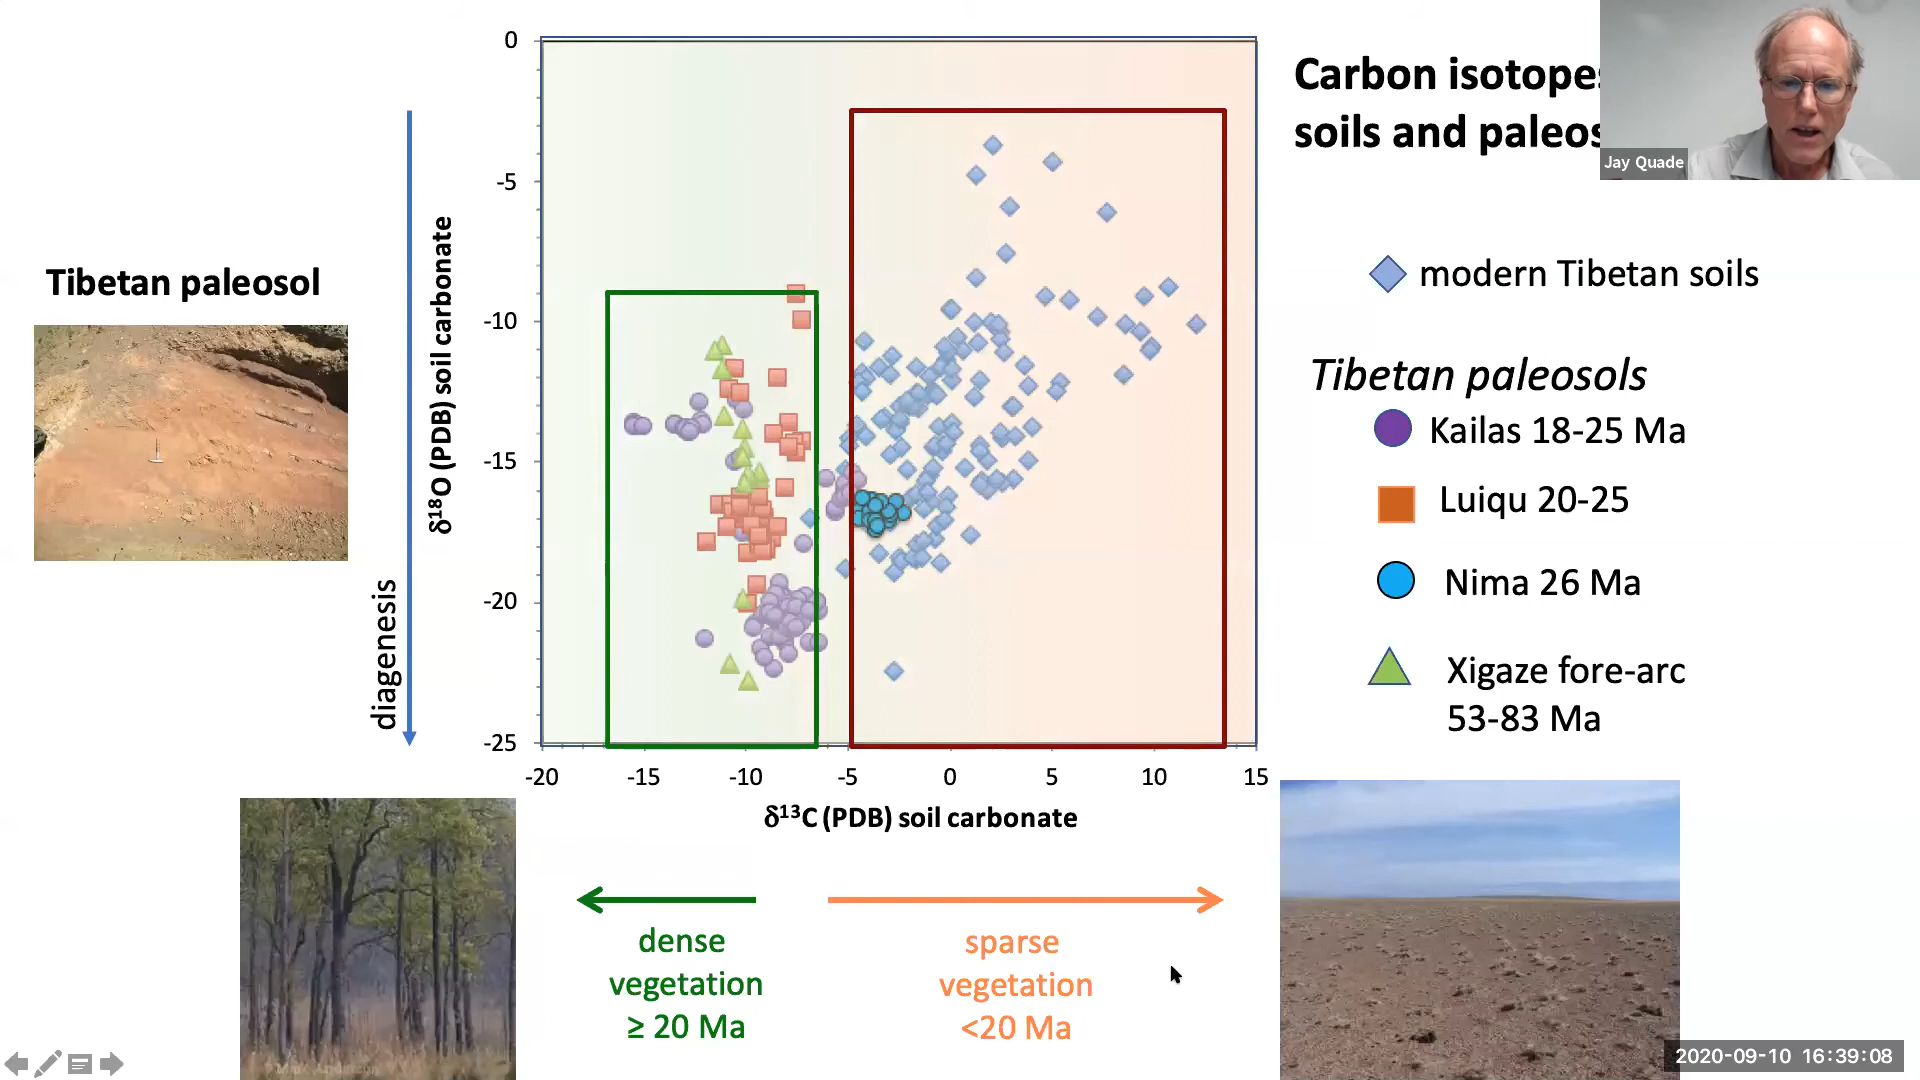 Carbon isotopes
soils and paleos
Jay Quade
0
-5
-10
-15
-20
-25
δ¹⁸O (PDB) soil carbonate
diagenesis
Tibetan paleosol
modern Tibetan soils
Tibetan paleosols
Kailas 18-25 Ma
Luiqu 20-25
Nima 26 Ma
Xigaze fore-arc
53-83 Ma
-20 -15 -10 -5 0 5 10 15
δ¹³C (PDB) soil carbonate
dense
vegetation
≥ 20 Ma
sparse
vegetation
<20 Ma
2020-09-10 16:39:08